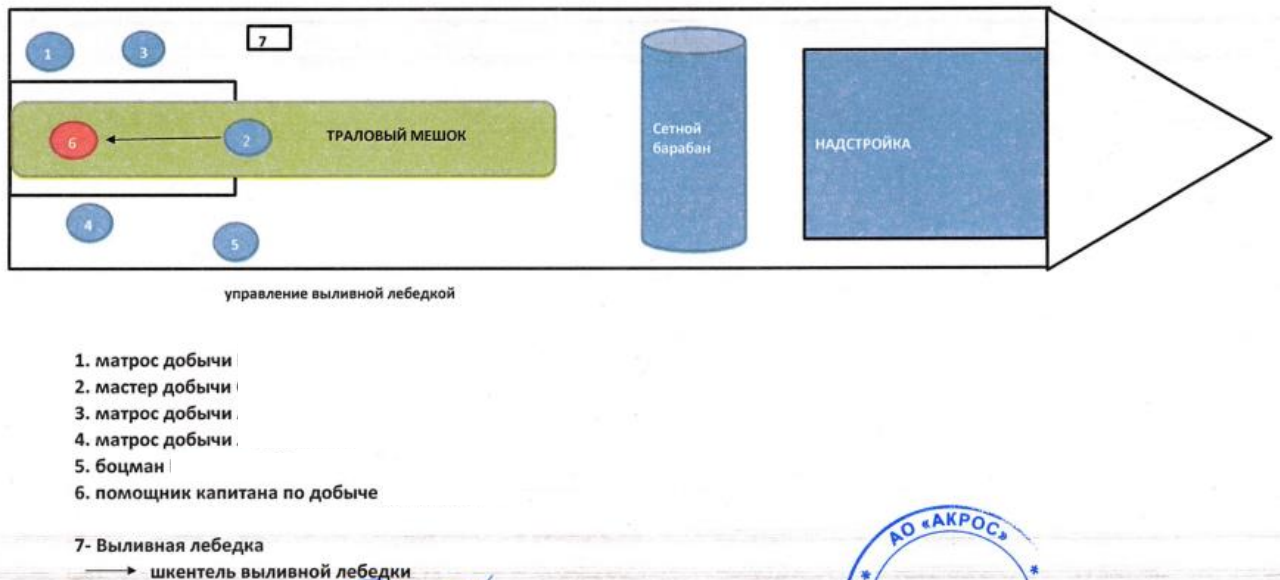 1
3
7
6
2
ТРАЛОВЫЙ МЕШОК
Сетной
барабан
НАДСТРОЙКА
4
5
управление выливной лебедкой
1. матрос добычи
2. мастер добычи
3. матрос добычи
4. матрос добычи
5. боцман
6. помощник капитана по добыче
7- Выливная лебедка
шкентель выливной лебедки
АО «АКРОС»